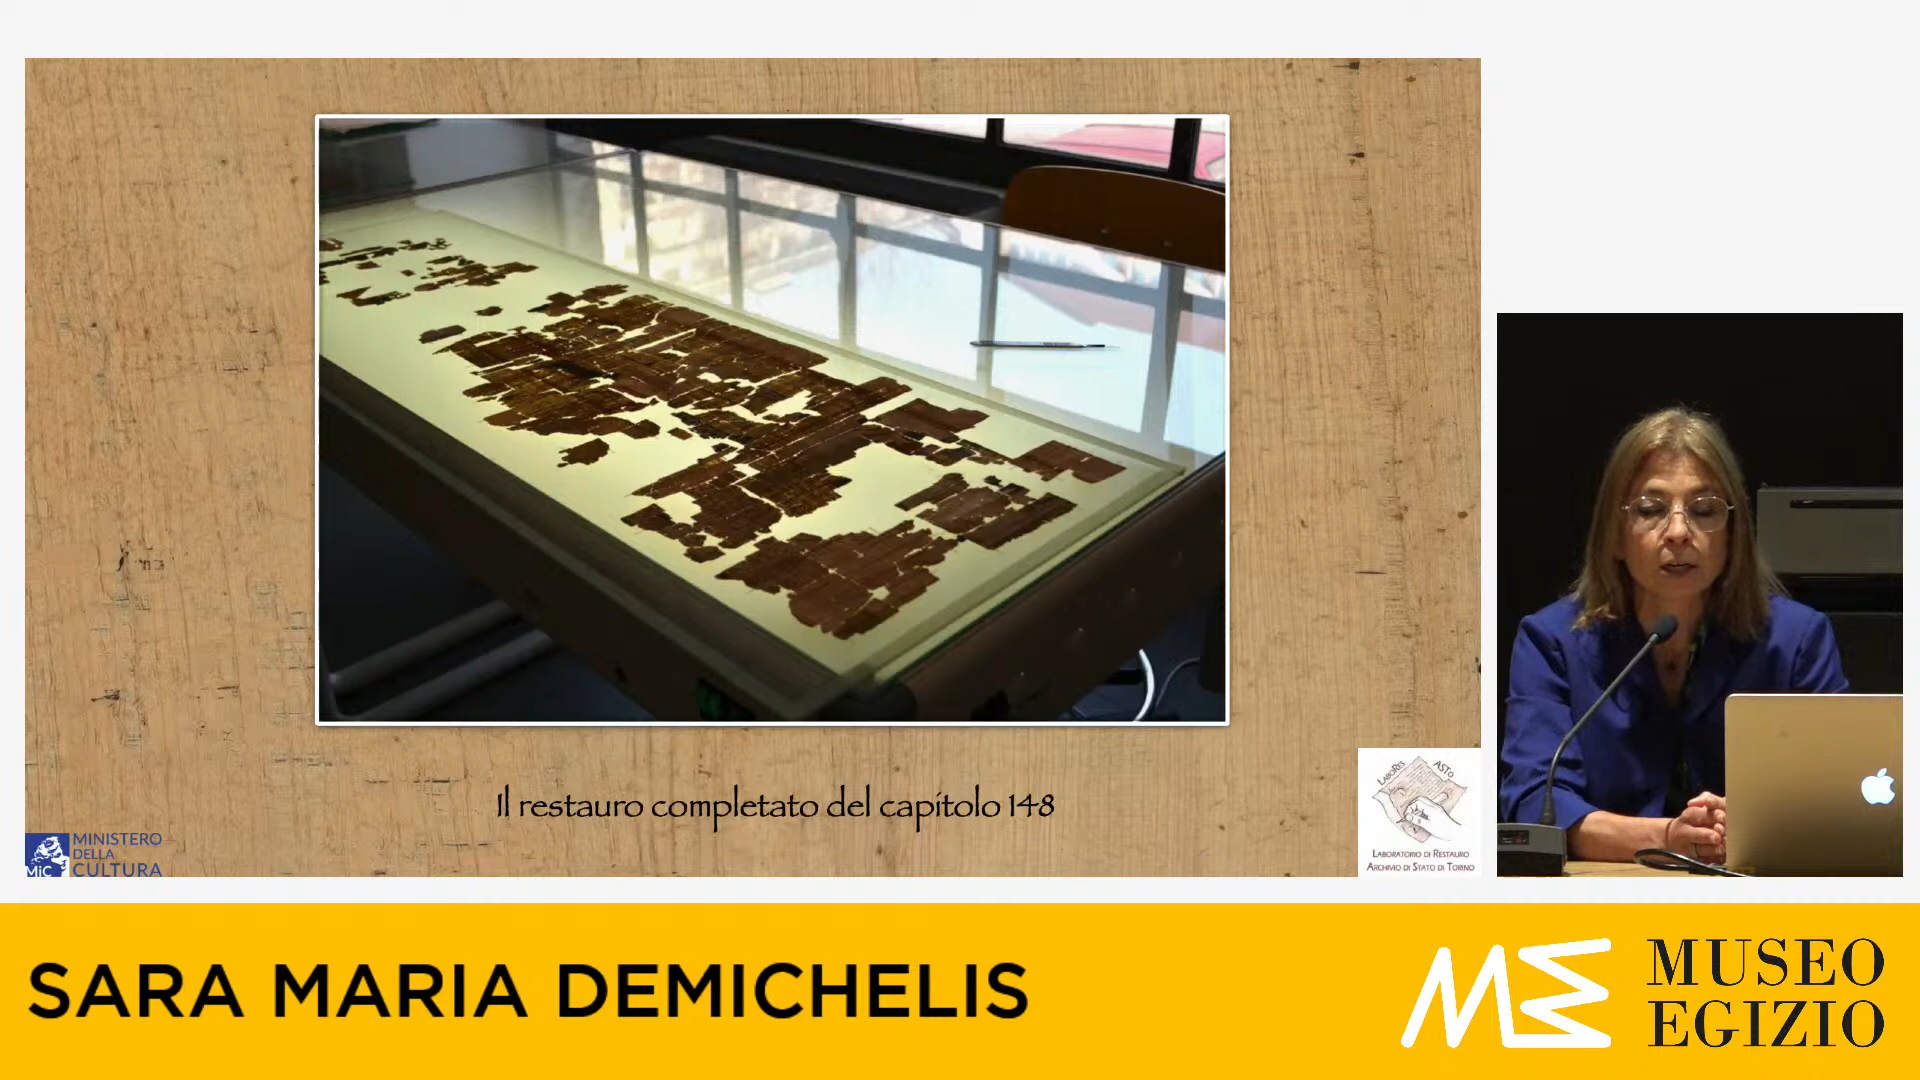 Il restauro completato del capitolo 148
MiC
MINISTERO
DELLA
CULTURA
LABORES ASTO
LABORATORIO DI RESTAURO
ARCHIVIO DI STATO DI TORINO
SARA MARIA DEMICHELIS
ME
MUSEO
EGIZIO